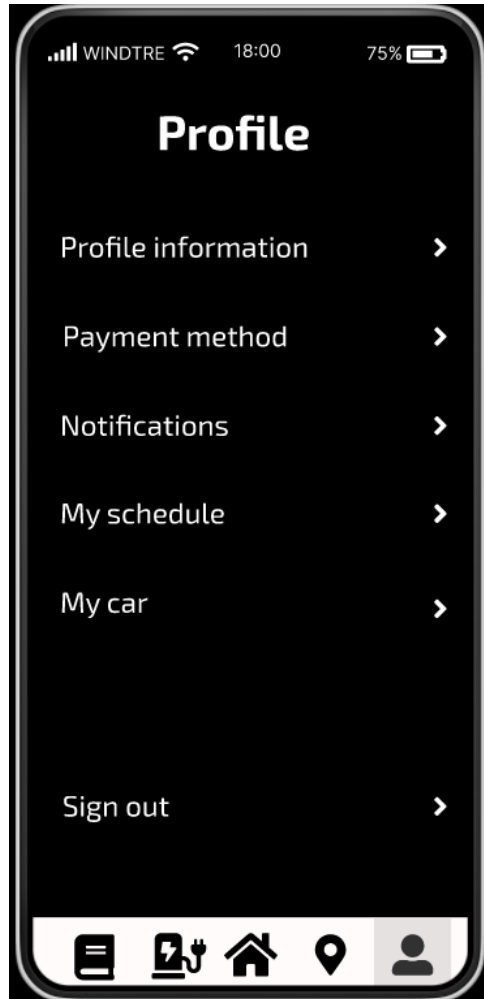 WINDTRE 18:00 75%
Profile
Profile information
Payment method
Notifications
My schedule
My car
Sign out